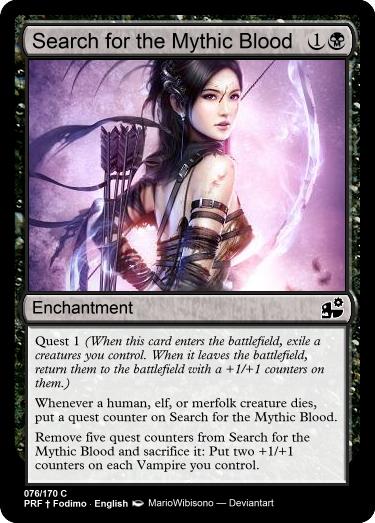 Search for the Mythic Blood 1
Enchantment
Quest 1 (When this card enters the battlefield, exile a
creatures you control. When it leaves the battlefield,
return them to the battlefield with a +1/+1 counters on
them.)
Whenever a human, elf, or merfolk creature dies,
put a quest counter on Search for the Mythic Blood.
Remove five quest counters from Search for the
Mythic Blood and sacrifice it: Put two +1/+1
counters on each Vampire you control.
076/170 C
PRF † Fodimo · English MarioWibisono — Deviantart